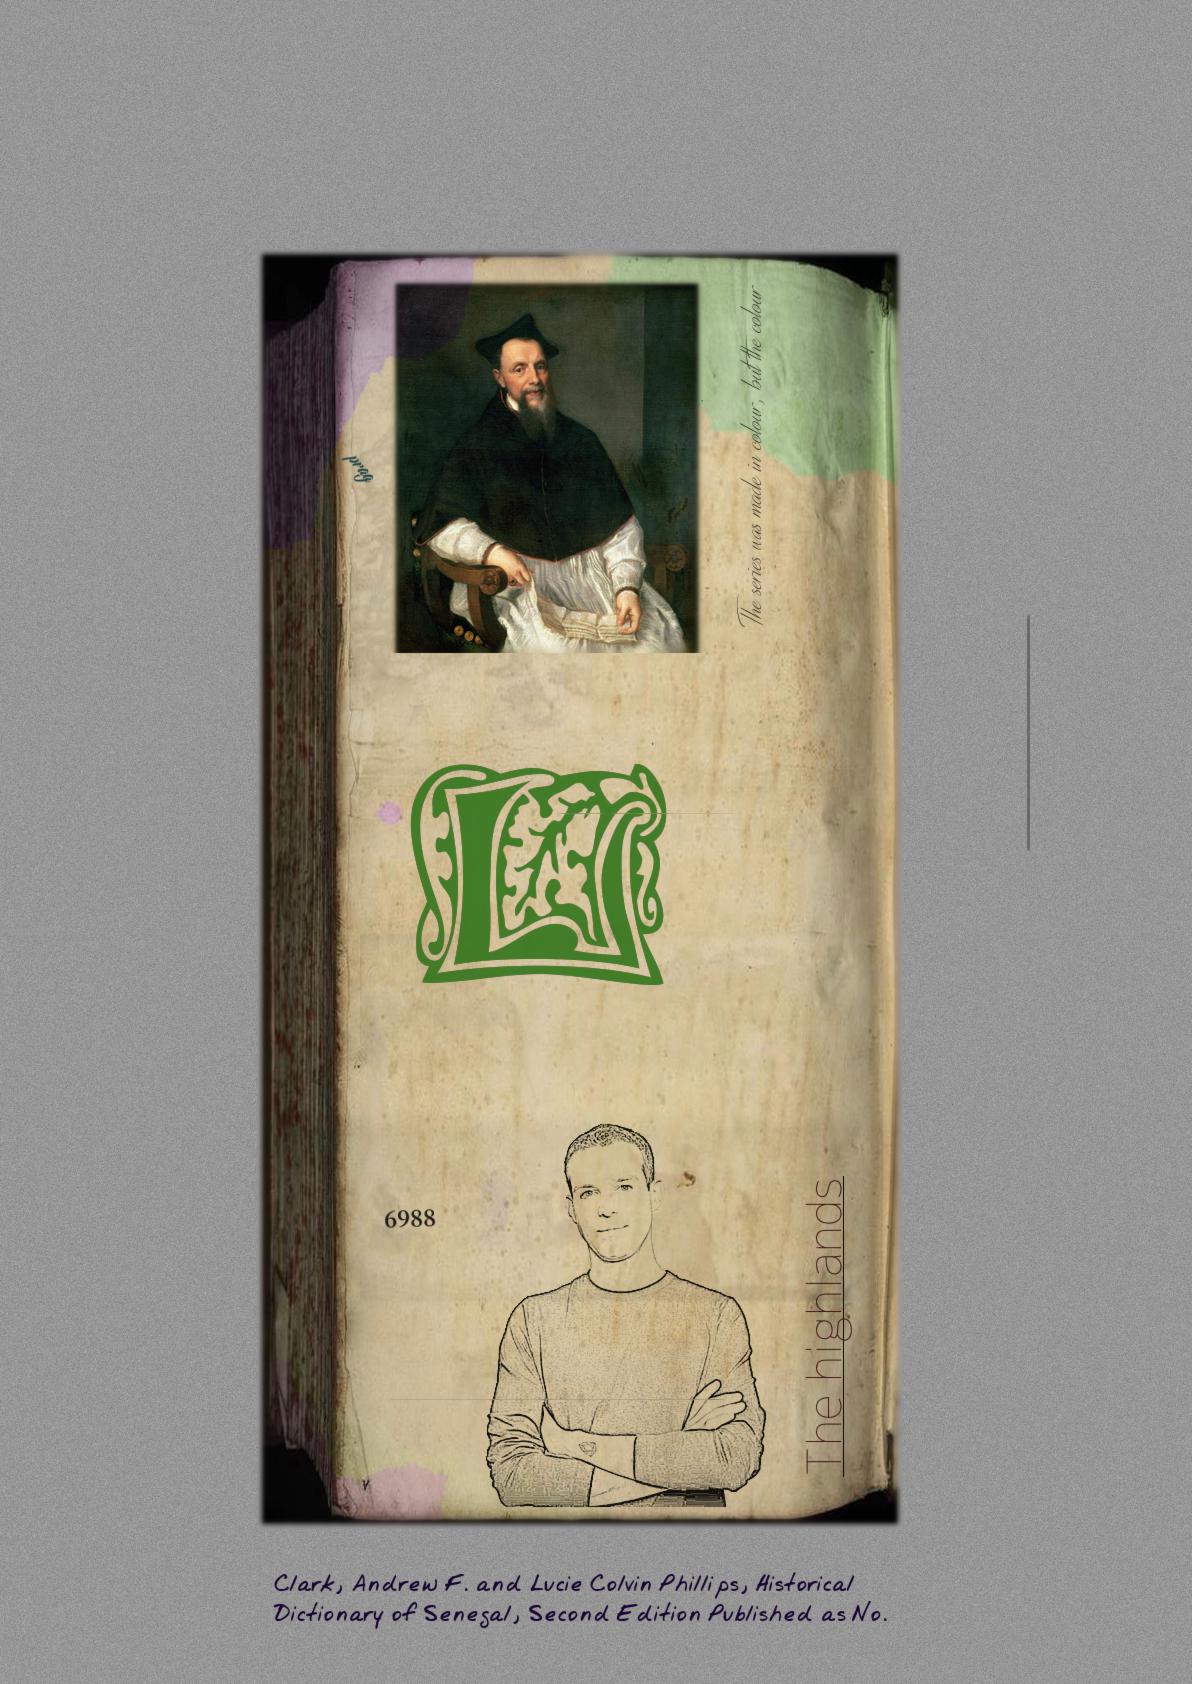 The series was made in colour, but the colour
Good
L
6988
The highlands
Clark, Andrew F. and Lucie Colvin Phillips, Historical
Dictionary of Senegal, Second Edition Published as No.